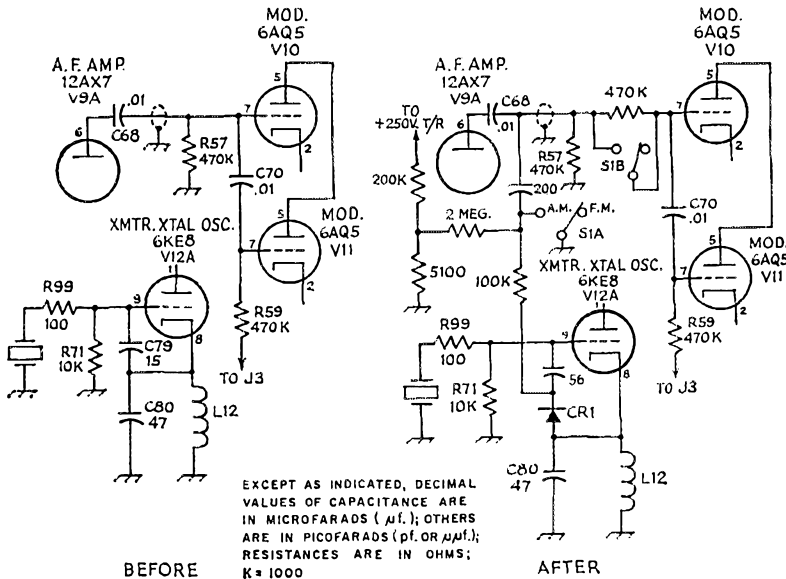 MOD.
6AQ5
V10
A.F. AMP.
12AX7
V9A
.01
C68
6
5
7
2
R57
470K
C70
.01
MOD.
6AQ5
V11
5
7
2
XMTR. XTAL OSC.
6KE8
V12A
1
R99
100
9
8
R71
10K
C79
15
R59
470K
TO J3
C80
47
L12
BEFORE
MOD.
6AQ5
V10
A.F. AMP.
12AX7
V9A
C68
.01
6
TO
+250V. T/R
470K
5
7
2
R57
470K
S1B
200K
200
C70
.01
2 MEG.
A.M.
F.M.
S1A
MOD.
6AQ5
V11
5
7
2
5100
100K
XMTR. XTAL OSC.
6KE8
V12A
1
R99
100
9
8
R71
10K
56
R59
470K
TO J3
CR1
C80
47
L12
AFTER
EXCEPT AS INDICATED, DECIMAL
VALUES OF CAPACITANCE ARE
IN MICROFARADS (µf.); OTHERS
ARE IN PICOFARADS (pf. OR µµf.);
RESISTANCES ARE IN OHMS;
K = 1000